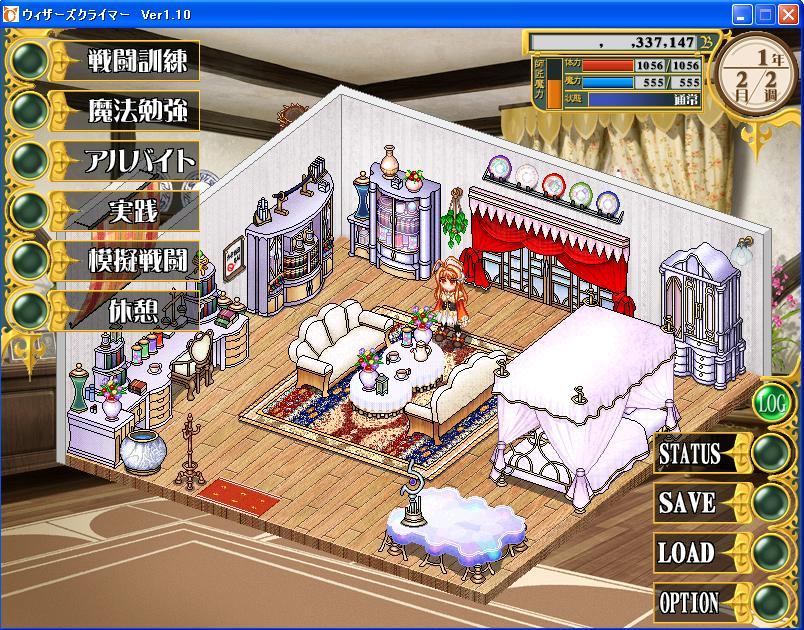 ウィザーズクライマー Ver1.10
, ,337,147
師匠魔力
体力 1056/1056
魔力 555/ 555
状態 通常
1年
2月/2週
戦闘訓練
魔法勉強
アルバイト
実践
模擬戦闘
休憩
LOG
STATUS
SAVE
LOAD
OPTION